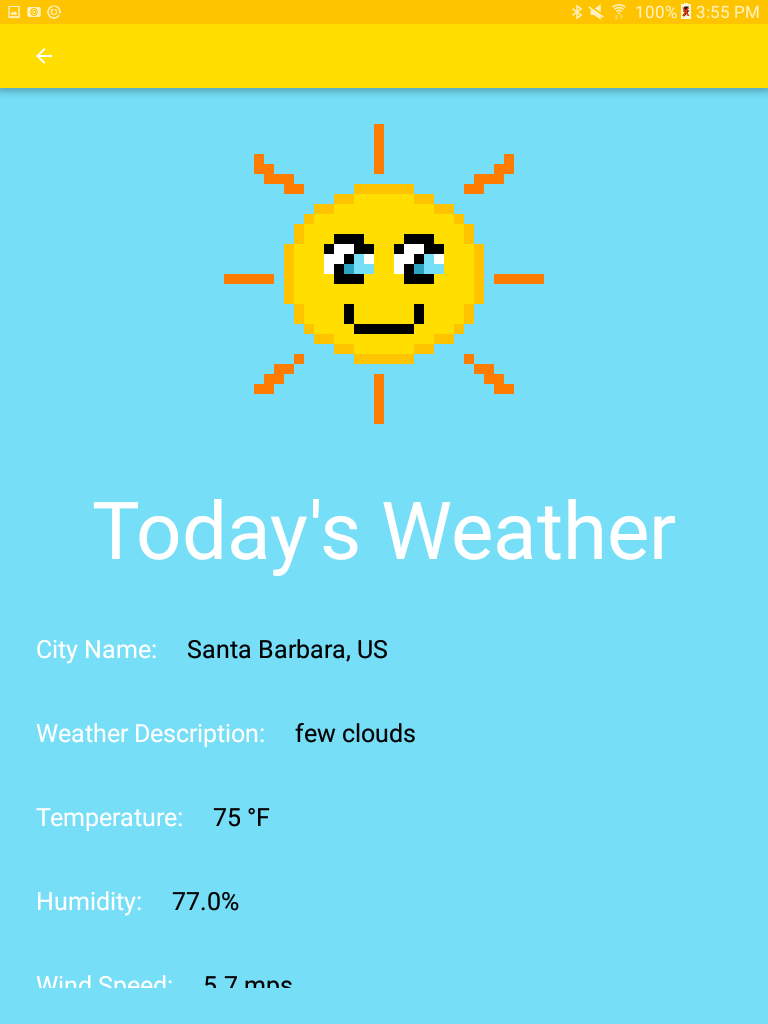 100% 3:55 PM
Today's Weather
City Name: Santa Barbara, US
Weather Description: few clouds
Temperature: 75 °F
Humidity: 77.0%
Wind Speed: 5.7 mps